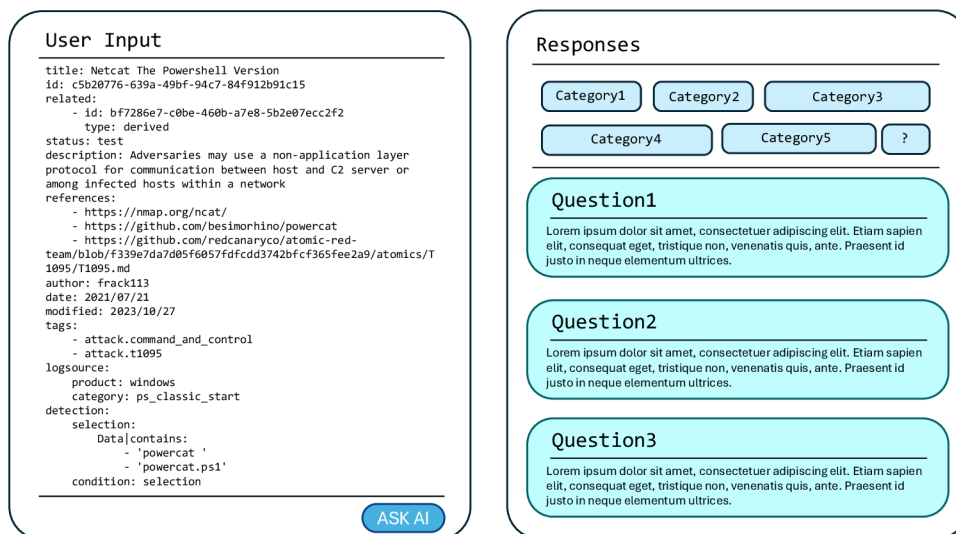 User Input
title: Netcat The Powershell Version
id: c5b20776-639a-49bf-94c7-84f912b91c15
related:
    - id: bf7286e7-c0be-460b-a7e8-5b2e07ecc2f2
      type: derived
status: test
description: Adversaries may use a non-application layer
protocol for communication between host and C2 server or
among infected hosts within a network
references:
    - https://nmap.org/ncat/
    - https://github.com/besimorhino/powercat
    - https://github.com/redcanaryco/atomic-red-
team/blob/f339e7da7d05f6057fdfcdd3742bfcf365fee2a9/atomics/T
1095/T1095.md
author: frack113
date: 2021/07/21
modified: 2023/10/27
tags:
    - attack.command_and_control
    - attack.t1095
logsource:
    product: windows
    category: ps_classic_start
detection:
    selection:
        Data|contains:
            - 'powercat '
            - 'powercat.ps1'
    condition: selection
ASK AI
Responses
Category1 Category2 Category3
Category4 Category5 ?
Question1
Lorem ipsum dolor sit amet, consectetuer adipiscing elit. Etiam sapien
elit, consequat eget, tristique non, venenatis quis, ante. Praesent id
justo in neque elementum ultrices.
Question2
Lorem ipsum dolor sit amet, consectetuer adipiscing elit. Etiam sapien
elit, consequat eget, tristique non, venenatis quis, ante. Praesent id
justo in neque elementum ultrices.
Question3
Lorem ipsum dolor sit amet, consectetuer adipiscing elit. Etiam sapien
elit, consequat eget, tristique non, venenatis quis, ante. Praesent id
justo in neque elementum ultrices.